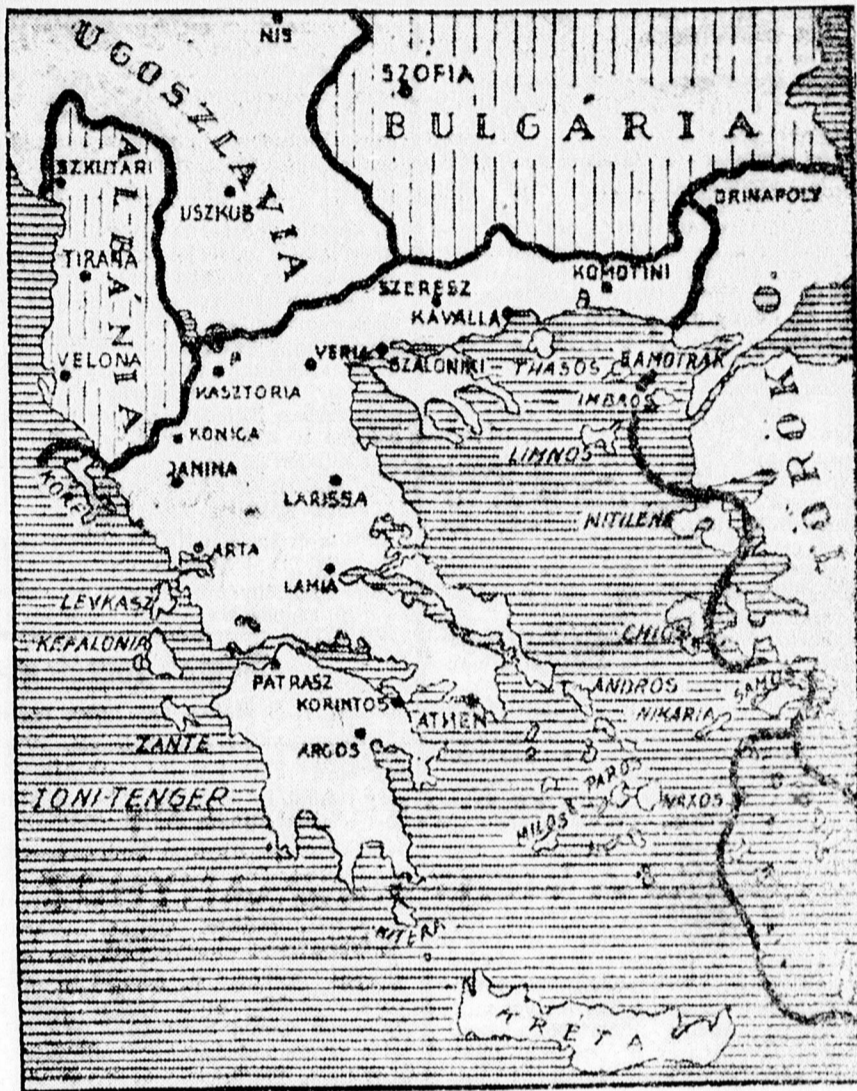 NIS
UGOSZLAVIA
SZOFIA
BULGÁRIA
SZKUTARI
ALBÁNIA
USZKUB
DRINAPOLY
TIRANA
KOMOTINI
SZERESZ
KAVALLA
VELONA
VERIA
SZALONIKI
THASOS
SAMOTRAK
KASZTORIA
IMBROS
TÖRÖK
KONICA
LIMNOS
JANINA
KORFU
LARISSA
MITILENE
ARTA
LAMIA
LEVKASZ
KEFALONIA
CHIOS
PATRASZ
ANDROS
SAMOS
KORINTOS
ATHEN
NIKARIA
ZANTE
ARGOS
PAROS
IONI-TENGER
NAXOS
MILOS
KITERA
KRETA